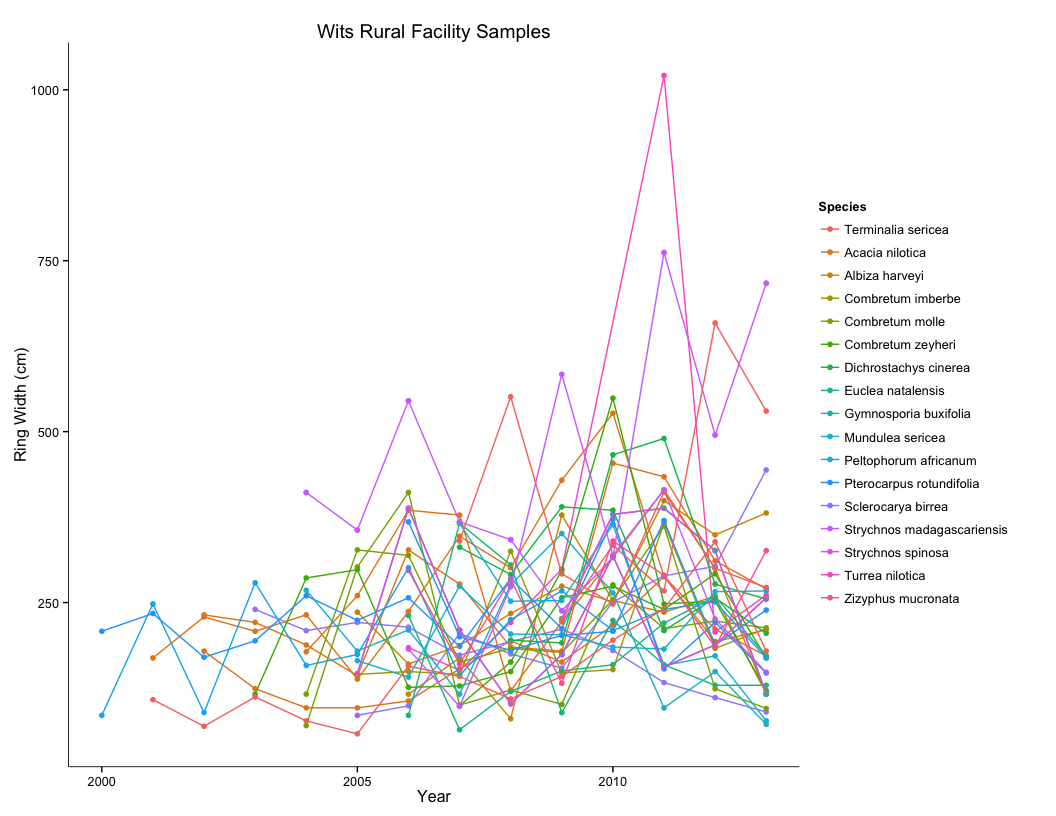 Wits Rural Facility Samples
Ring Width (cm)
1000
750
500
250
2000
2005
2010
Year
Species
Terminalia sericea
Acacia nilotica
Albiza harveyi
Combretum imberbe
Combretum molle
Combretum zeyheri
Dichrostachys cinerea
Euclea natalensis
Gymnosporia buxifolia
Mundulea sericea
Peltophorum africanum
Pterocarpus rotundifolia
Sclerocarya birrea
Strychnos madagascariensis
Strychnos spinosa
Turrea nilotica
Zizyphus mucronata